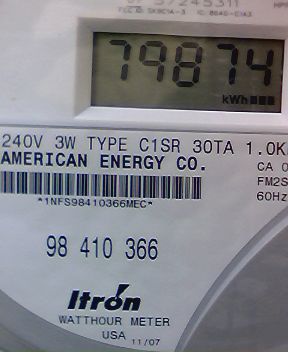 79874
kWh
240V 3W TYPE C1SR 30TA 1.0K
AMERICAN ENERGY CO.
CA 0
FM2S
60Hz
*1NFS98410366MEC*
98 410 366
Itron
WATTHOUR METER
USA 11/07